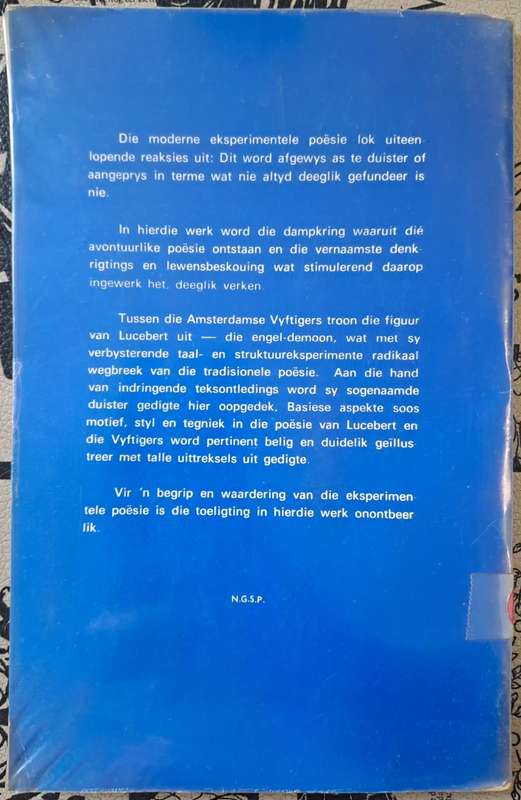 Die moderne eksperimentele poësie lok uiteen
lopende reaksies uit: Dit word afgewys as te duister of
aangeprys in terme wat nie altyd deeglik gefundeer is
nie.
In hierdie werk word die dampkring waaruit dié
avontuurlike poësie ontstaan en die vernaamste denk-
rigtings en lewensbeskouing wat stimulerend daarop
ingewerk het, deeglik verken.
Tussen die Amsterdamse Vyftigers troon die figuur
van Lucebert uit — die engel-demoon, wat met sy
verbysterende taal- en struktuureksperimente radikaal
wegbreek van die tradisionele poësie. Aan die hand
van indringende teksontledings word sy sogenaamde
duister gedigte hier oopgedek, Basiese aspekte soos
motief, styl en tegniek in die poësie van Lucebert en
die Vyftigers word pertinent belig en duidelik geïllus
treer met talle uittreksels uit gedigte.
Vir 'n begrip en waardering van die eksperimen
tele poësie is die toeligting in hierdie werk onontbeer
lik.
N.G.S.P.